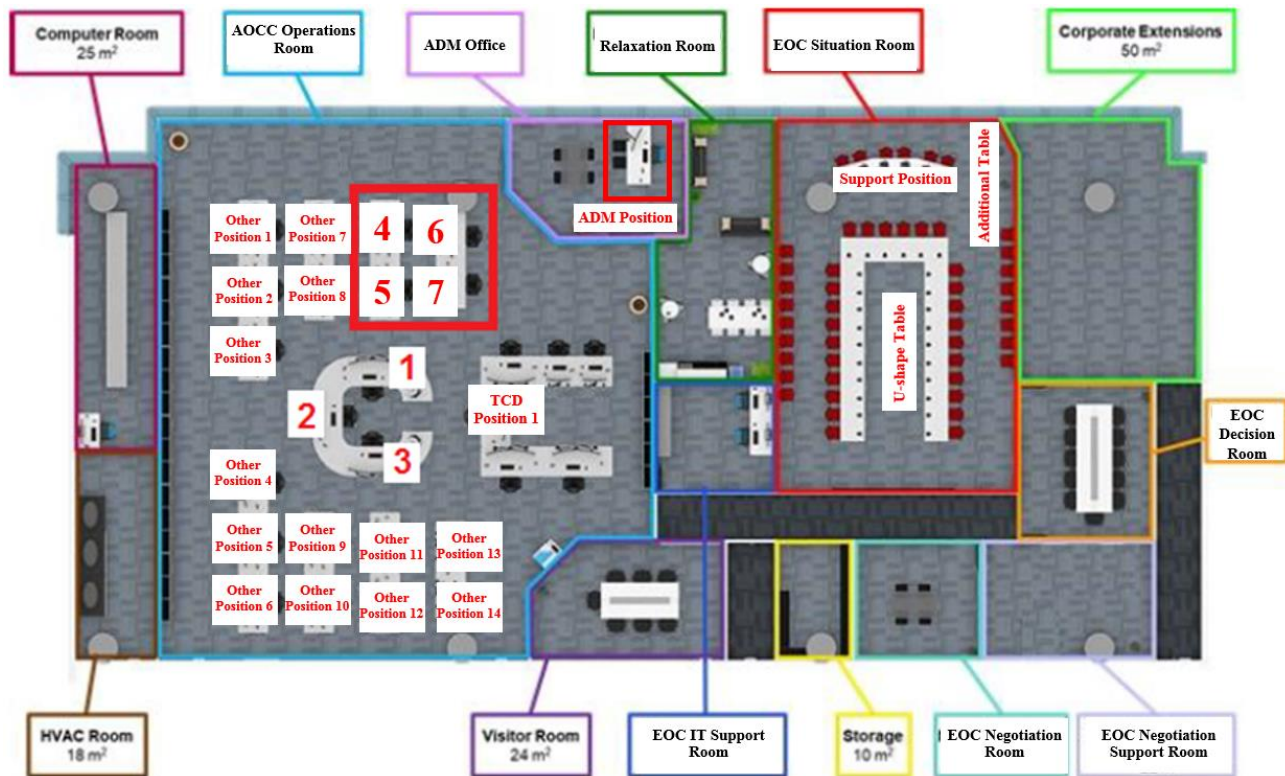 Computer Room
25 m²
AOCC Operations
Room
ADM Office
Relaxation Room
EOC Situation Room
Corporate Extensions
50 m²
Support Position
Additional Table
ADM Position
Other
Position 1
Other
Position 7
4
6
Other
Position 2
Other
Position 8
5
7
Other
Position 3
1
2
3
TCD
Position 1
U-shape Table
EOC
Decision
Room
Other
Position 4
Other
Position 5
Other
Position 9
Other
Position 11
Other
Position 13
Other
Position 6
Other
Position 10
Other
Position 12
Other
Position 14
HVAC Room
18 m²
Visitor Room
24 m²
EOC IT Support
Room
Storage
10 m²
EOC Negotiation
Room
EOC Negotiation
Support Room